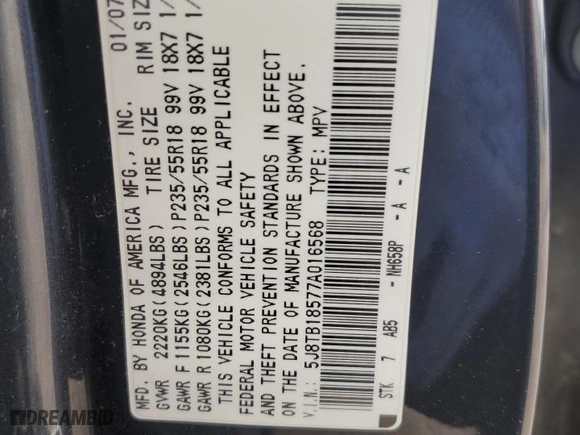 MFD. BY HONDA OF AMERICA MFG., INC. 01/07
GVWR 2220KG(4894LBS) TIRE SIZE RIM SIZ
GAWR F 1155KG(2546LBS)P235/55R18 99V 18X7 1/
GAWR R 1080KG(2381LBS)P235/55R18 99V 18X7 1/
THIS VEHICLE CONFORMS TO ALL APPLICABLE
FEDERAL MOTOR VEHICLE SAFETY
AND THEFT PREVENTION STANDARDS IN EFFECT
ON THE DATE OF MANUFACTURE SHOWN ABOVE.
V.I.N.: 5J8TB18577A016568 TYPE: MPV
STK 7 AB5 - NH658P - A - A
DREAMBID